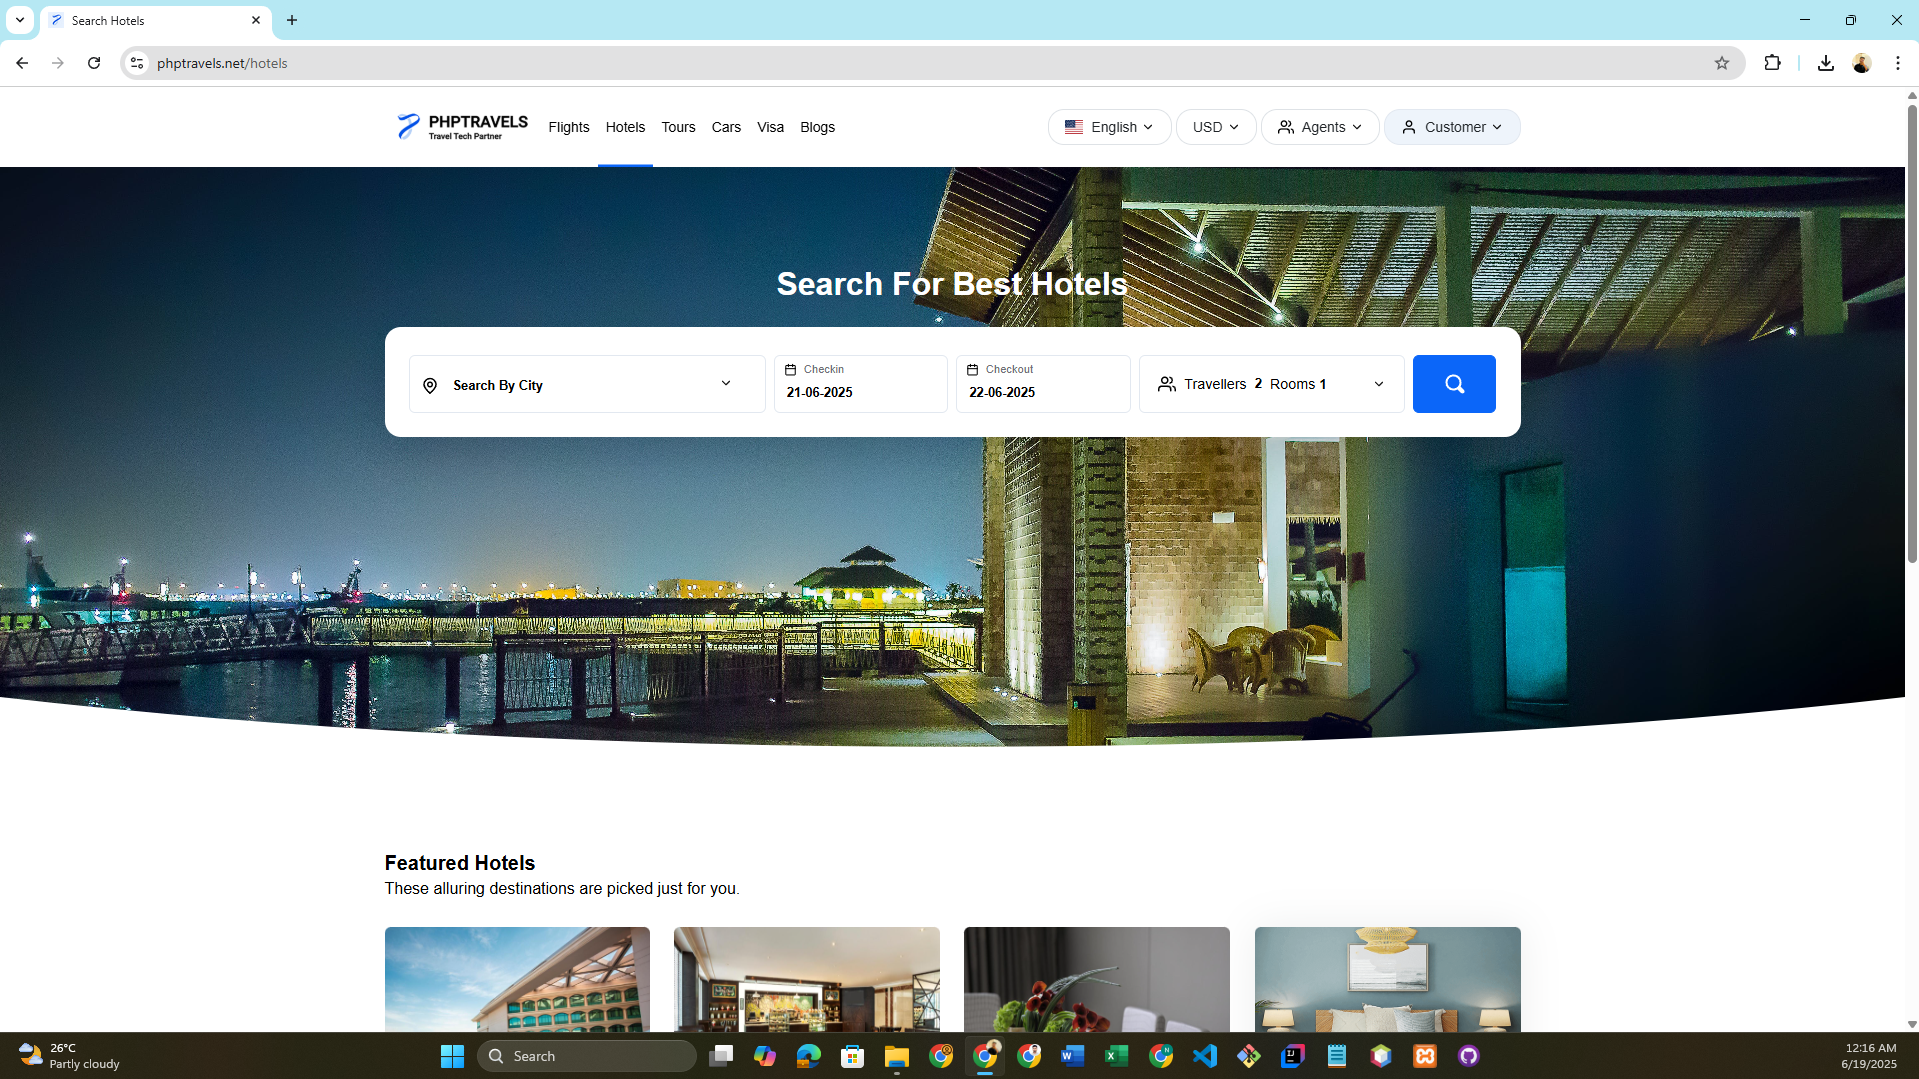 Search Hotels
phptravels.net/hotels
PHPTRAVELS
Travel Tech Partner
Flights
Hotels
Tours
Cars
Visa
Blogs
English
USD
Agents
Customer
Search For Best Hotels
Search By City
Checkin
21-06-2025
Checkout
22-06-2025
Travellers 2 Rooms 1
Featured Hotels
These alluring destinations are picked just for you.
26°C
Partly cloudy
Search
12:16 AM
6/19/2025